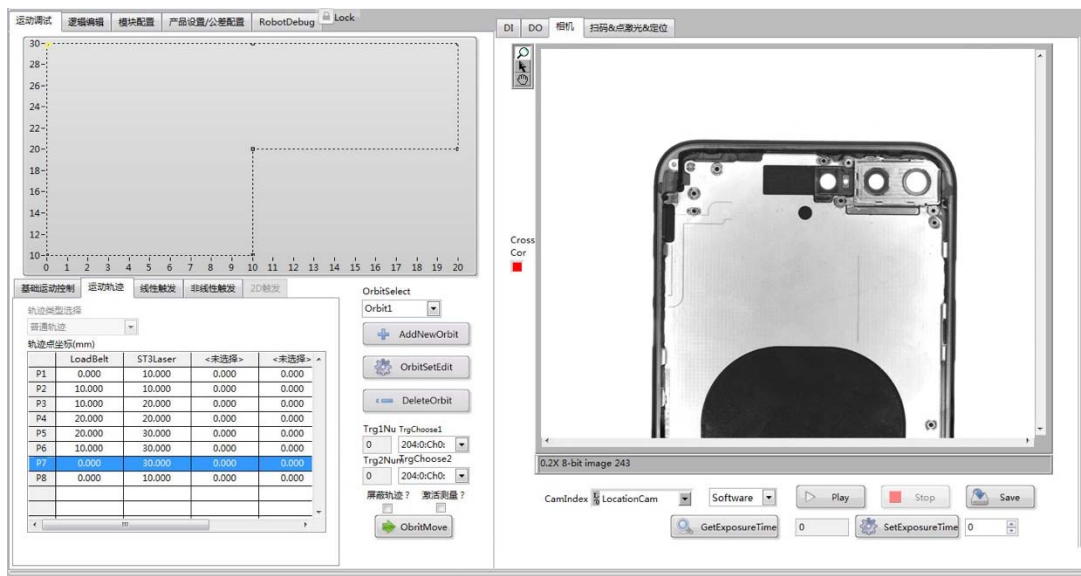 运动调试 逻辑编辑 模块配置 产品设置/公差配置 RobotDebug Lock
30
28
26
24
22
20
18
16
14
12
10
0 1 2 3 4 5 6 7 8 9 10 11 12 13 14 15 16 17 18 19 20
基础运动控制 运动轨迹 线性触发 非线性触发 2D触发
轨迹类型选择
普通轨迹
轨迹点坐标(mm)
LoadBelt ST3Laser <未选择> <未选择>
P1 0.000 10.000 0.000 0.000
P2 10.000 10.000 0.000 0.000
P3 10.000 20.000 0.000 0.000
P4 20.000 20.000 0.000 0.000
P5 20.000 30.000 0.000 0.000
P6 10.000 30.000 0.000 0.000
P7 0.000 30.000 0.000 0.000
P8 0.000 10.000 0.000 0.000
OrbitSelect
Orbit1
AddNewOrbit
OrbitSetEdit
DeleteOrbit
Trg1Nu TrgChoose1
0 204:0:Ch0:
Trg2Num TrgChoose2
0 204:0:Ch0:
屏蔽轨迹？ 激活测量？
ObritMove
DI DO 相机 扫码&点激光&定位
Cross
Cor
0.2X 8-bit image 243
CamIndex LocationCam Software Play Stop Save
GetExposureTime 0 SetExposureTime 0